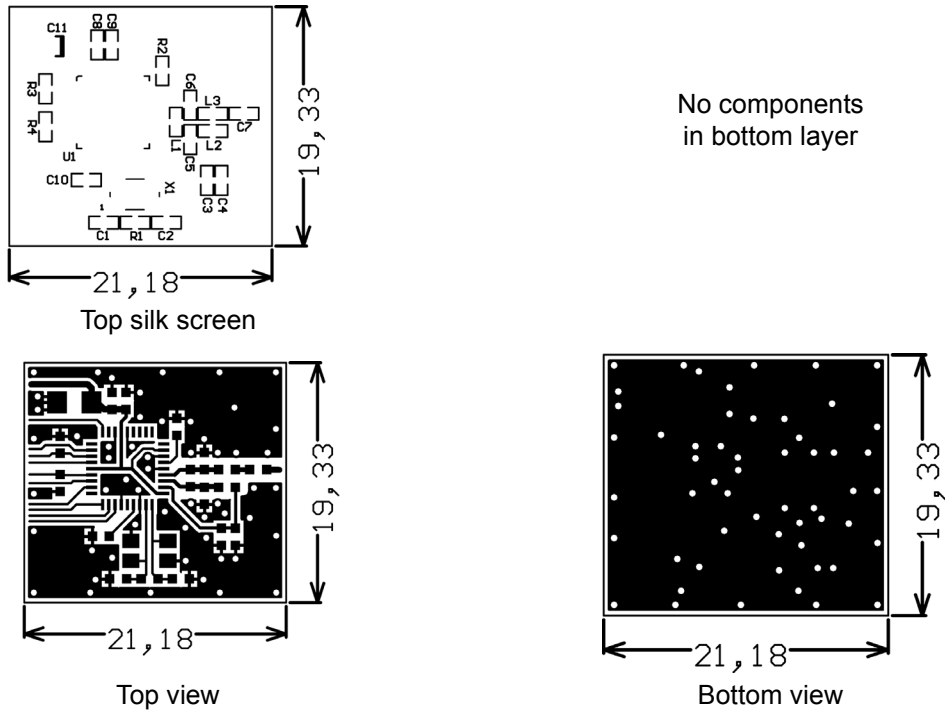 C11
C8
C9
R2
R3
R4
C6
L3
C7
L1
L2
C5
U1
C10
X1
1
C3
C4
C1
R1
C2
19,33
21,18
Top silk screen
No components
in bottom layer
19,33
21,18
Top view
19,33
21,18
Bottom view